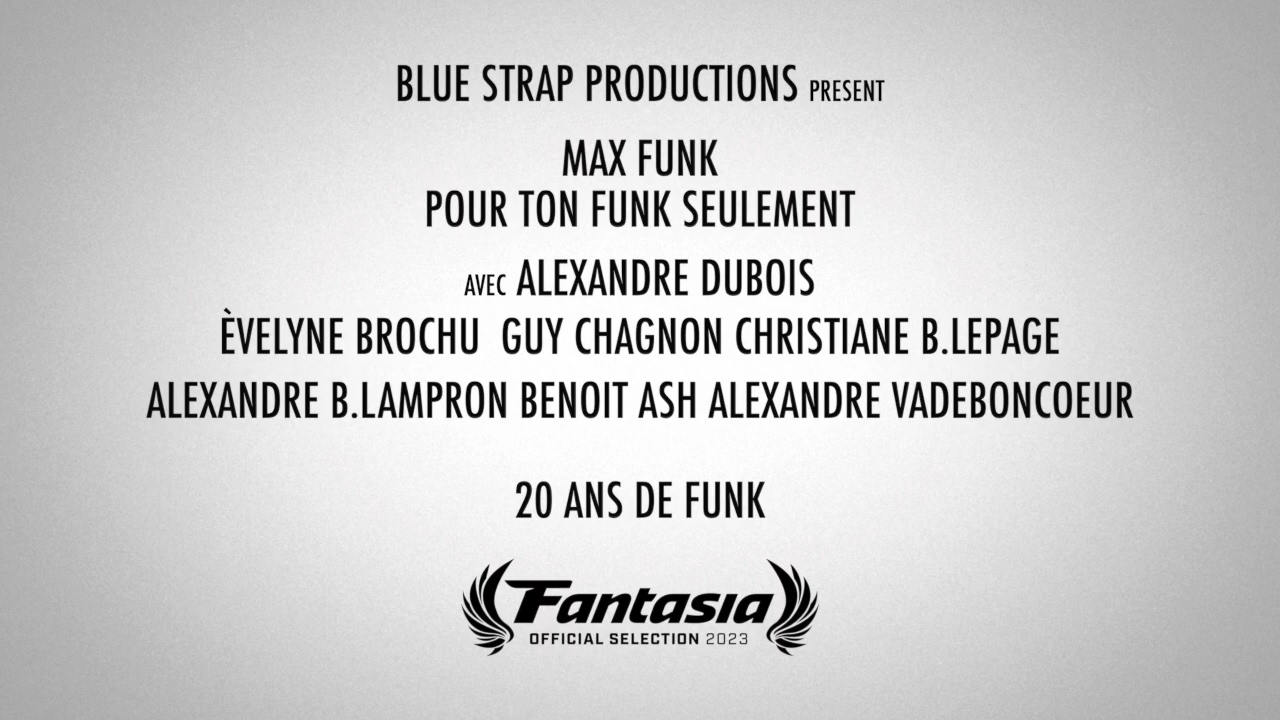 BLUE STRAP PRODUCTIONS PRESENT
MAX FUNK
POUR TON FUNK SEULEMENT
AVEC ALEXANDRE DUBOIS
ÈVELYNE BROCHU GUY CHAGNON CHRISTIANE B.LEPAGE
ALEXANDRE B.LAMPRON BENOIT ASH ALEXANDRE VADEBONCOEUR
20 ANS DE FUNK
Fantasia
OFFICIAL SELECTION 2023